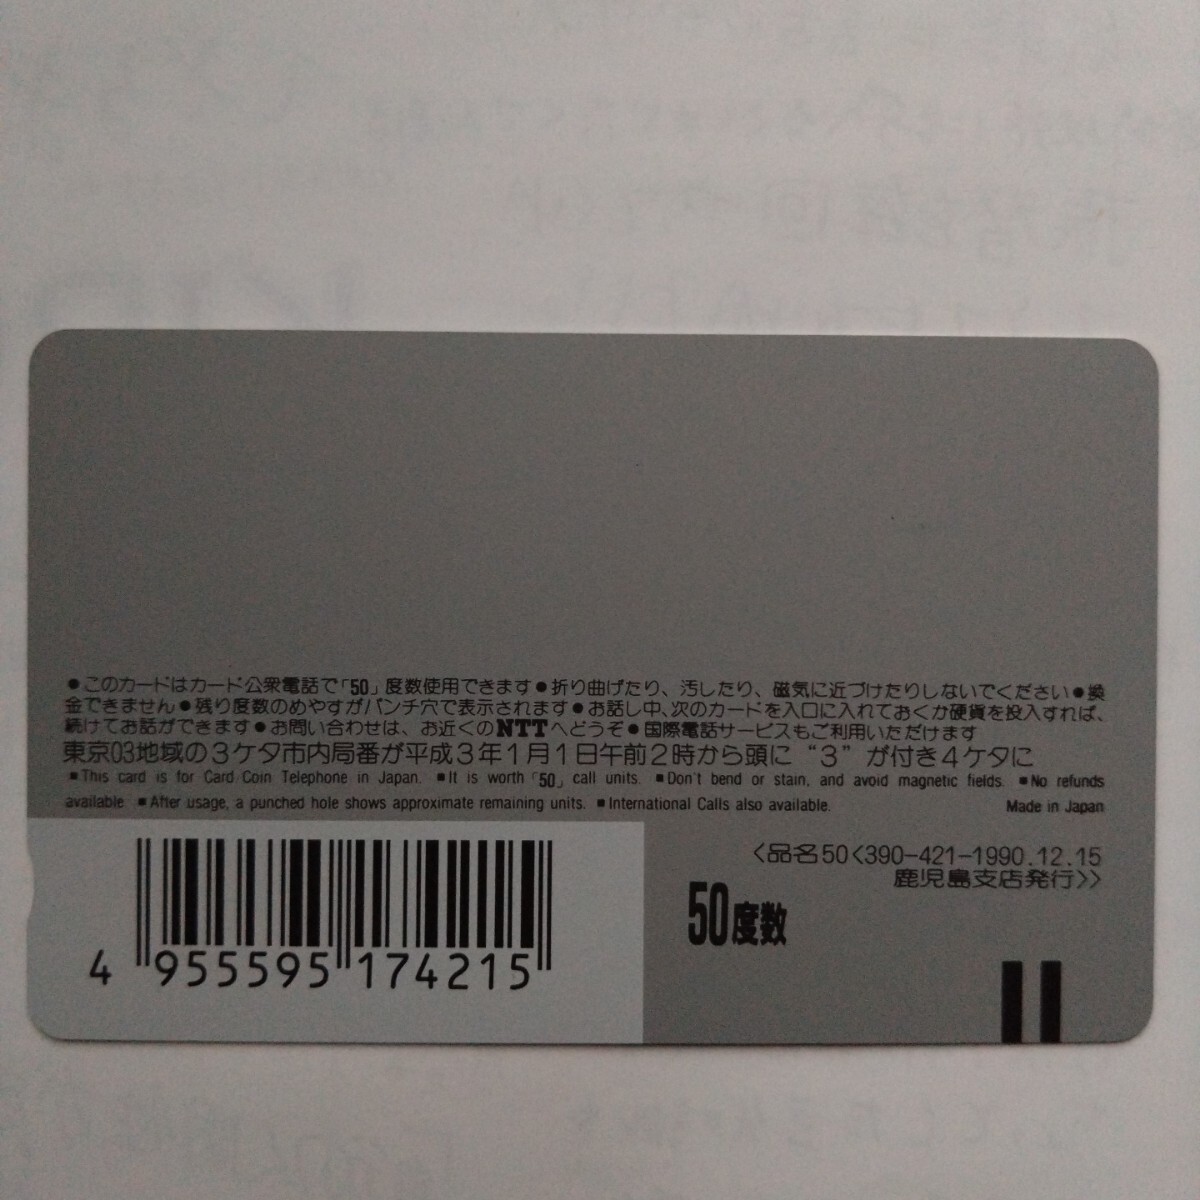 ●このカードはカード公衆電話で「50」度数使用できます●折り曲げたり、汚したり、磁気に近づけたりしないでください●換
金できません●残り度数のめやすがパンチ穴で表示されます●お話し中、次のカードを入口に入れておくか硬貨を投入すれば、
続けてお話ができます●お問い合わせは、お近くのNTTへどうぞ●国際電話サービスもご利用いただけます
東京03地域の3ケタ市内局番が平成3年1月1日午前2時から頭に“3”が付き4ケタに
■This card is for Card Coin Telephone in Japan. ■It is worth「50」call units. ■Don't bend or stain, and avoid magnetic fields. ■No refunds
available ■After usage, a punched hole shows approximate remaining units. ■International Calls also available. Made in Japan
〈品名50〈390-421-1990.12.15
鹿児島支店発行〉〉
50度数
4 955595 174215